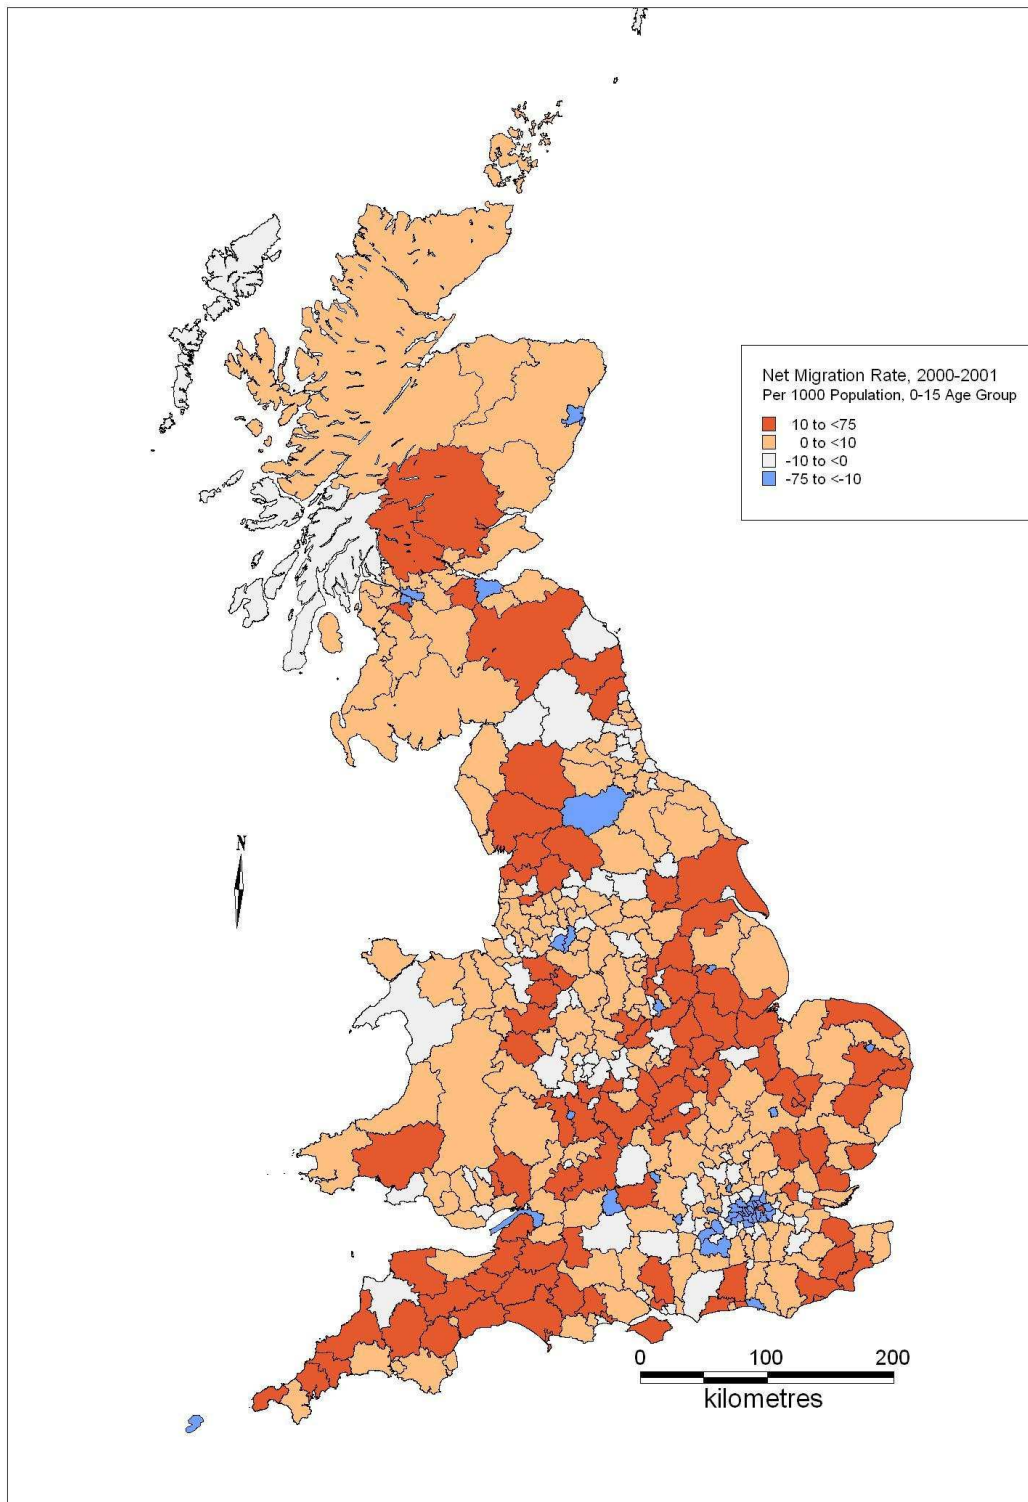 Net Migration Rate, 2000-2001
Per 1000 Population, 0-15 Age Group
10 to <75
0 to <10
-10 to <0
-75 to <-10
N
0 100 200
kilometres